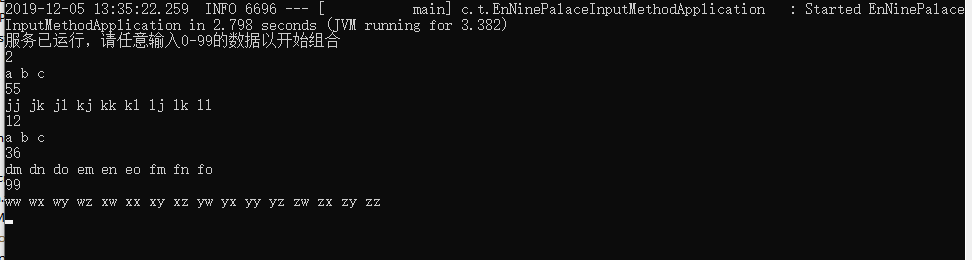 2019-12-05 13:35:22.259  INFO 6696 --- [           main] c.t.EnNinePalaceInputMethodApplication   : Started EnNinePalace
InputMethodApplication in 2.798 seconds (JVM running for 3.382)
服务已运行，请任意输入0-99的数据以开始组合
2
a b c
55
jj jk jl kj kk kl lj lk ll
12
a b c
36
dm dn do em en eo fm fn fo
99
ww wx wy wz xw xx xy xz yw yx yy yz zw zx zy zz